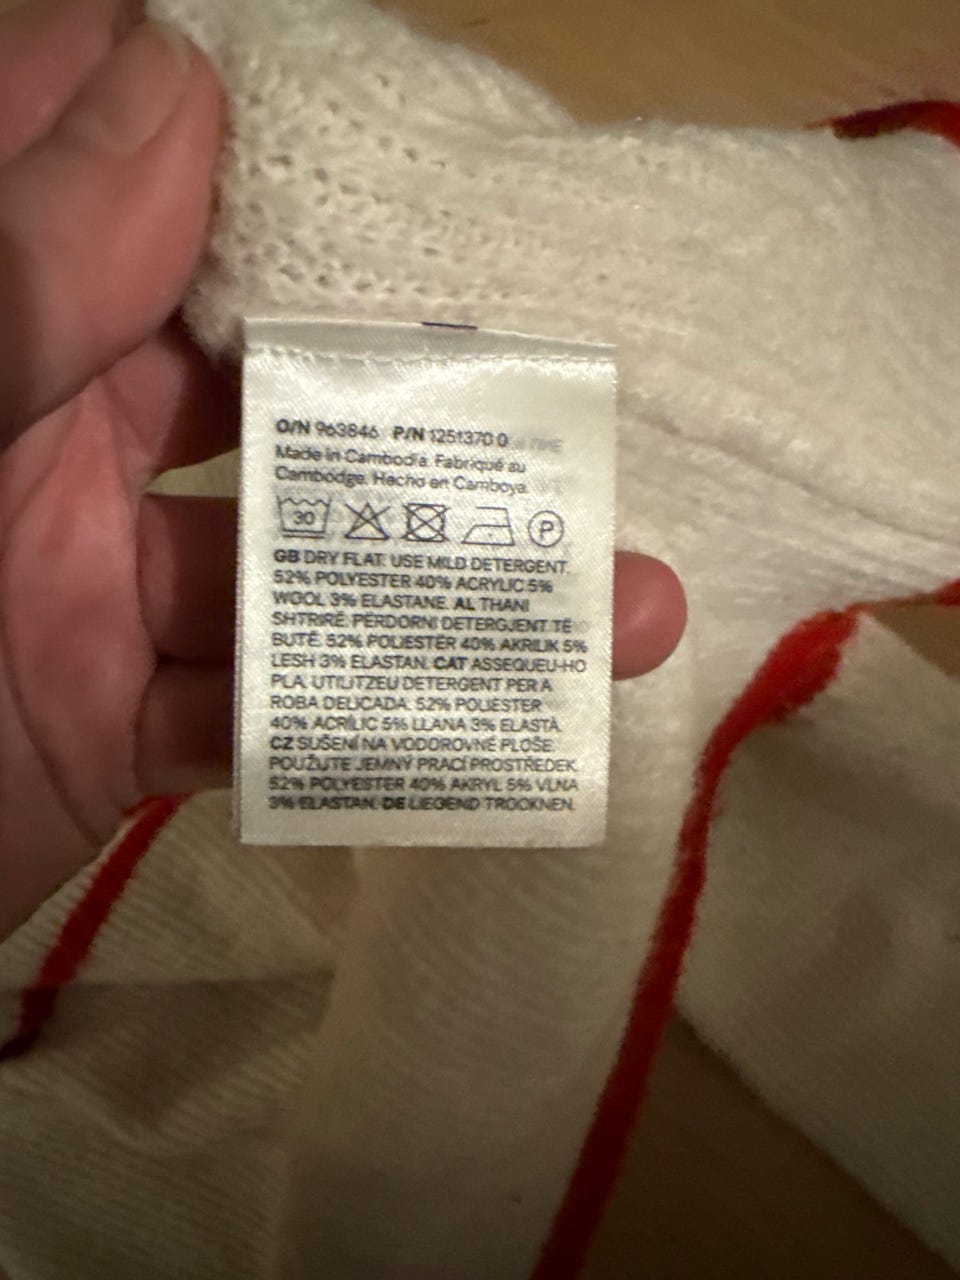 O/N 963846 P/N 1251370 0
Made in Cambodia. Fabriqué au
Cambodge. Hecho en Camboya.
30 P
GB DRY FLAT. USE MILD DETERGENT.
52% POLYESTER 40% ACRYLIC 5%
WOOL 3% ELASTANE. AL THANI
SHTRIRË. PËRDORNI DETERGJENT TË
BUTË. 52% POLIESTËR 40% AKRILIK 5%
LESH 3% ELASTAN. CAT ASSEQUEU-HO
PLA. UTILITZEU DETERGENT PER A
ROBA DELICADA. 52% POLIÈSTER
40% ACRÍLIC 5% LLANA 3% ELASTÀ.
CZ SUŠENÍ NA VODOROVNÉ PLOŠE.
POUŽIJTE JEMNÝ PRACÍ PROSTŘEDEK.
52% POLYESTER 40% AKRYL 5% VLNA
3% ELASTAN. DE LIEGEND TROCKNEN.